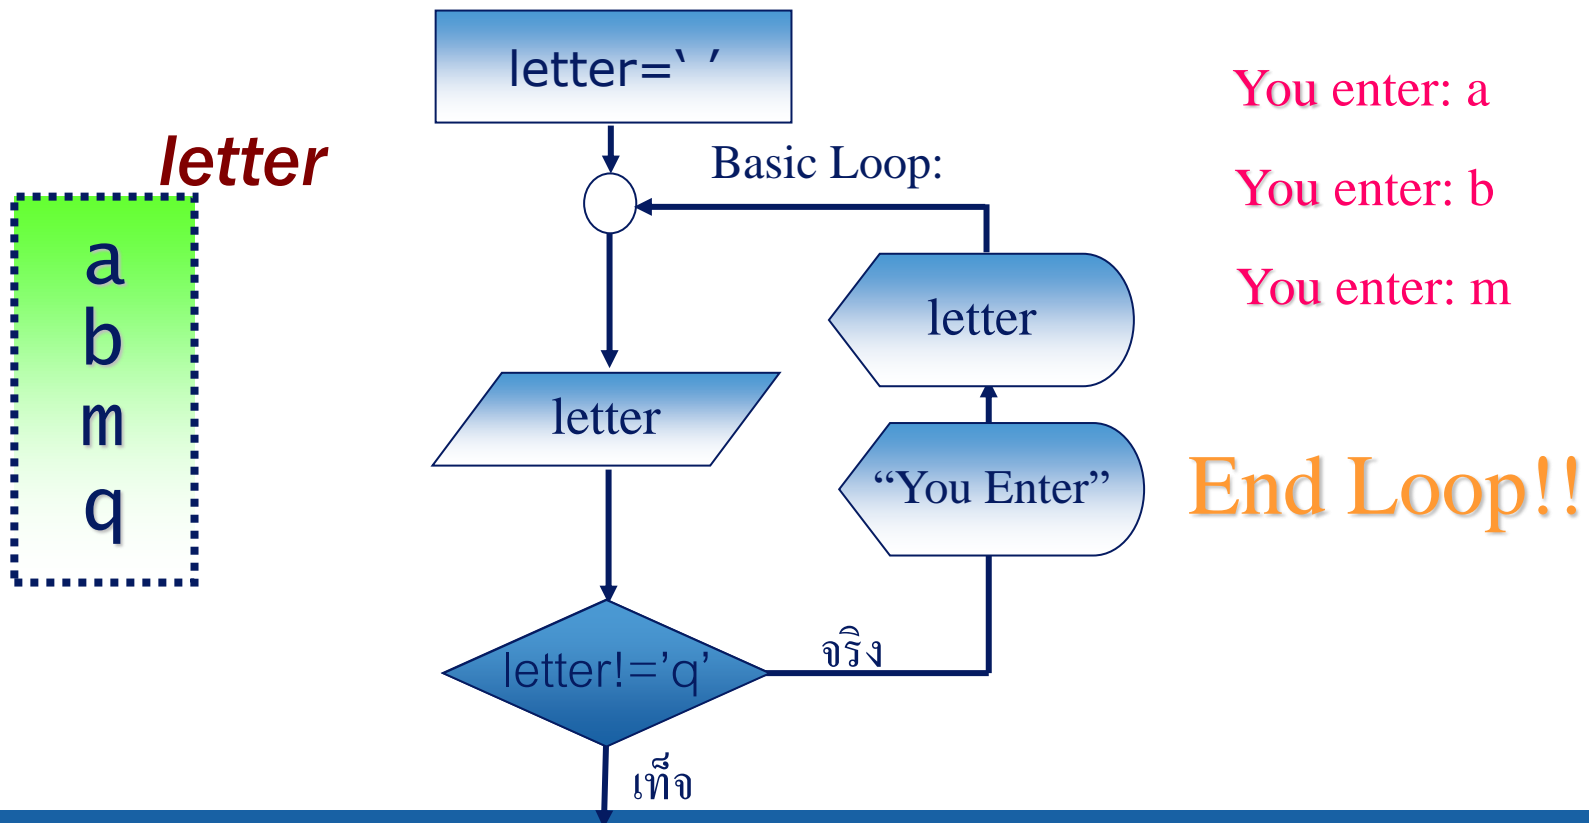 letter=‘ ’
letter
a
b
m
q
Basic Loop:
letter
letter!=’q’
จริง
เท็จ
“You Enter”
letter
You enter: a
You enter: b
You enter: m
End Loop!!